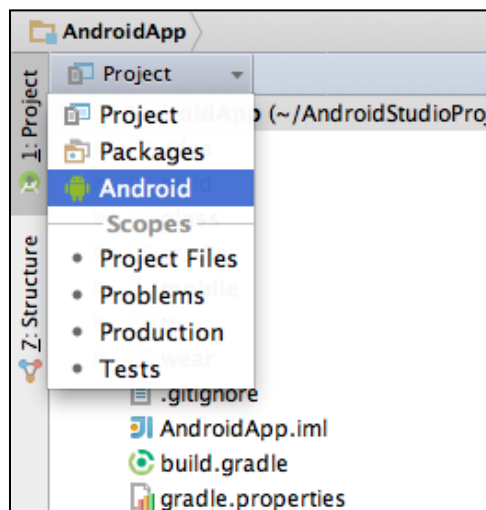 AndroidApp
1: Project
Project
Project
(~/AndroidStudioProj
Packages
Android
Scopes
Project Files
Problems
Production
Tests
7: Structure
.gitignore
AndroidApp.iml
build.gradle
gradle.properties